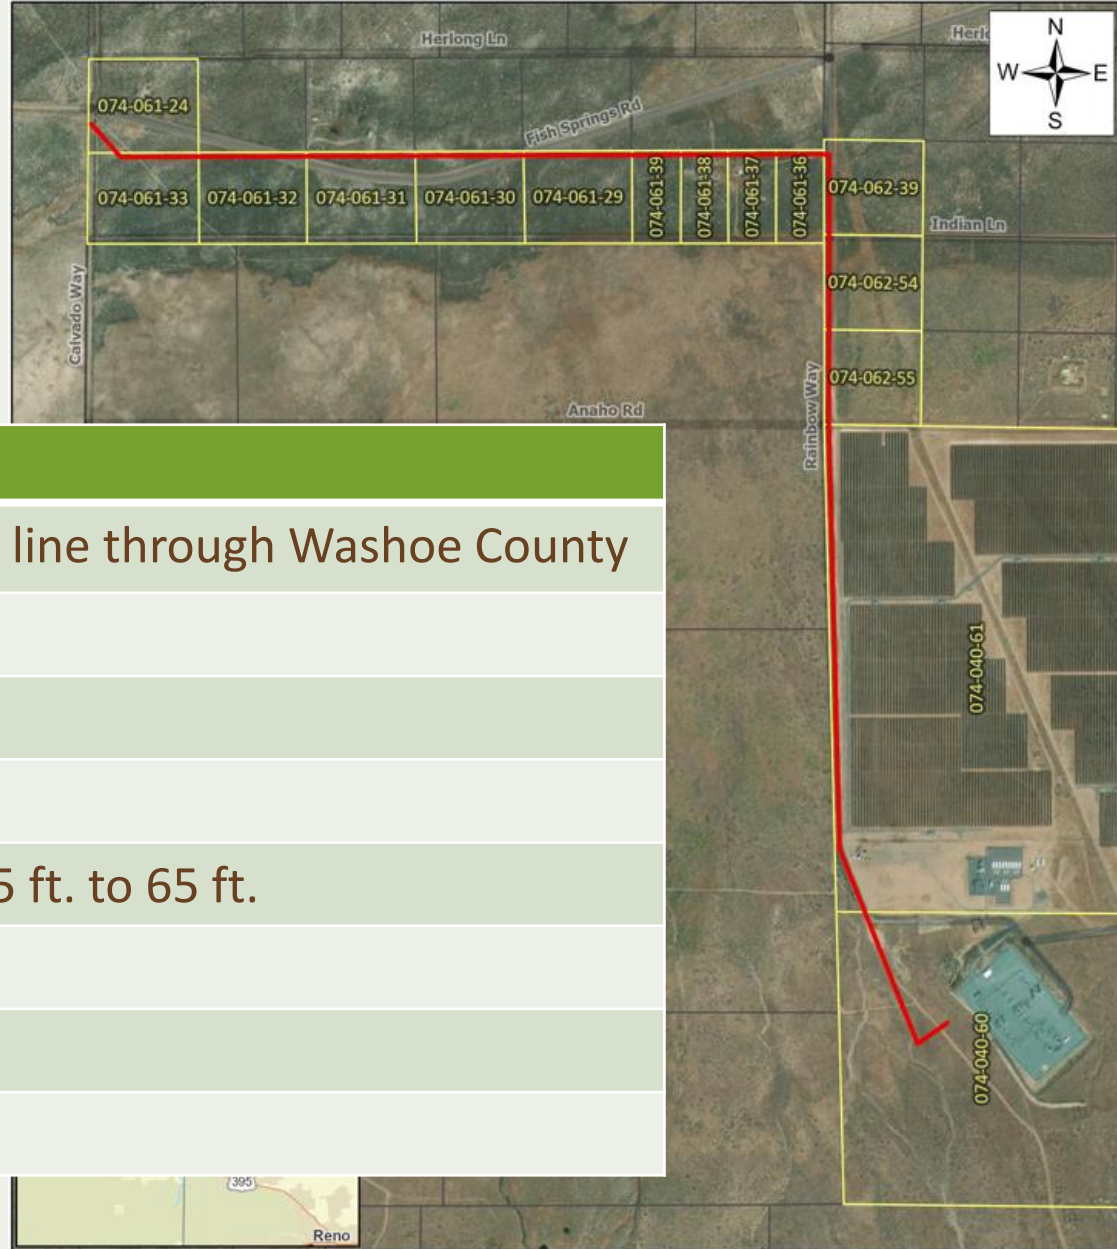 N
W E
S
Herlong Ln
Fish Springs Rd
074-061-24
074-061-33
074-061-32
074-061-31
074-061-30
074-061-29
074-061-39
074-061-38
074-061-37
074-061-36
074-062-39
Indian Ln
074-062-54
074-062-55
Calvado Way
Rainbow Way
Anaho Rd
line through Washoe County
5 ft. to 65 ft.
074-040-61
074-040-60
395
Reno